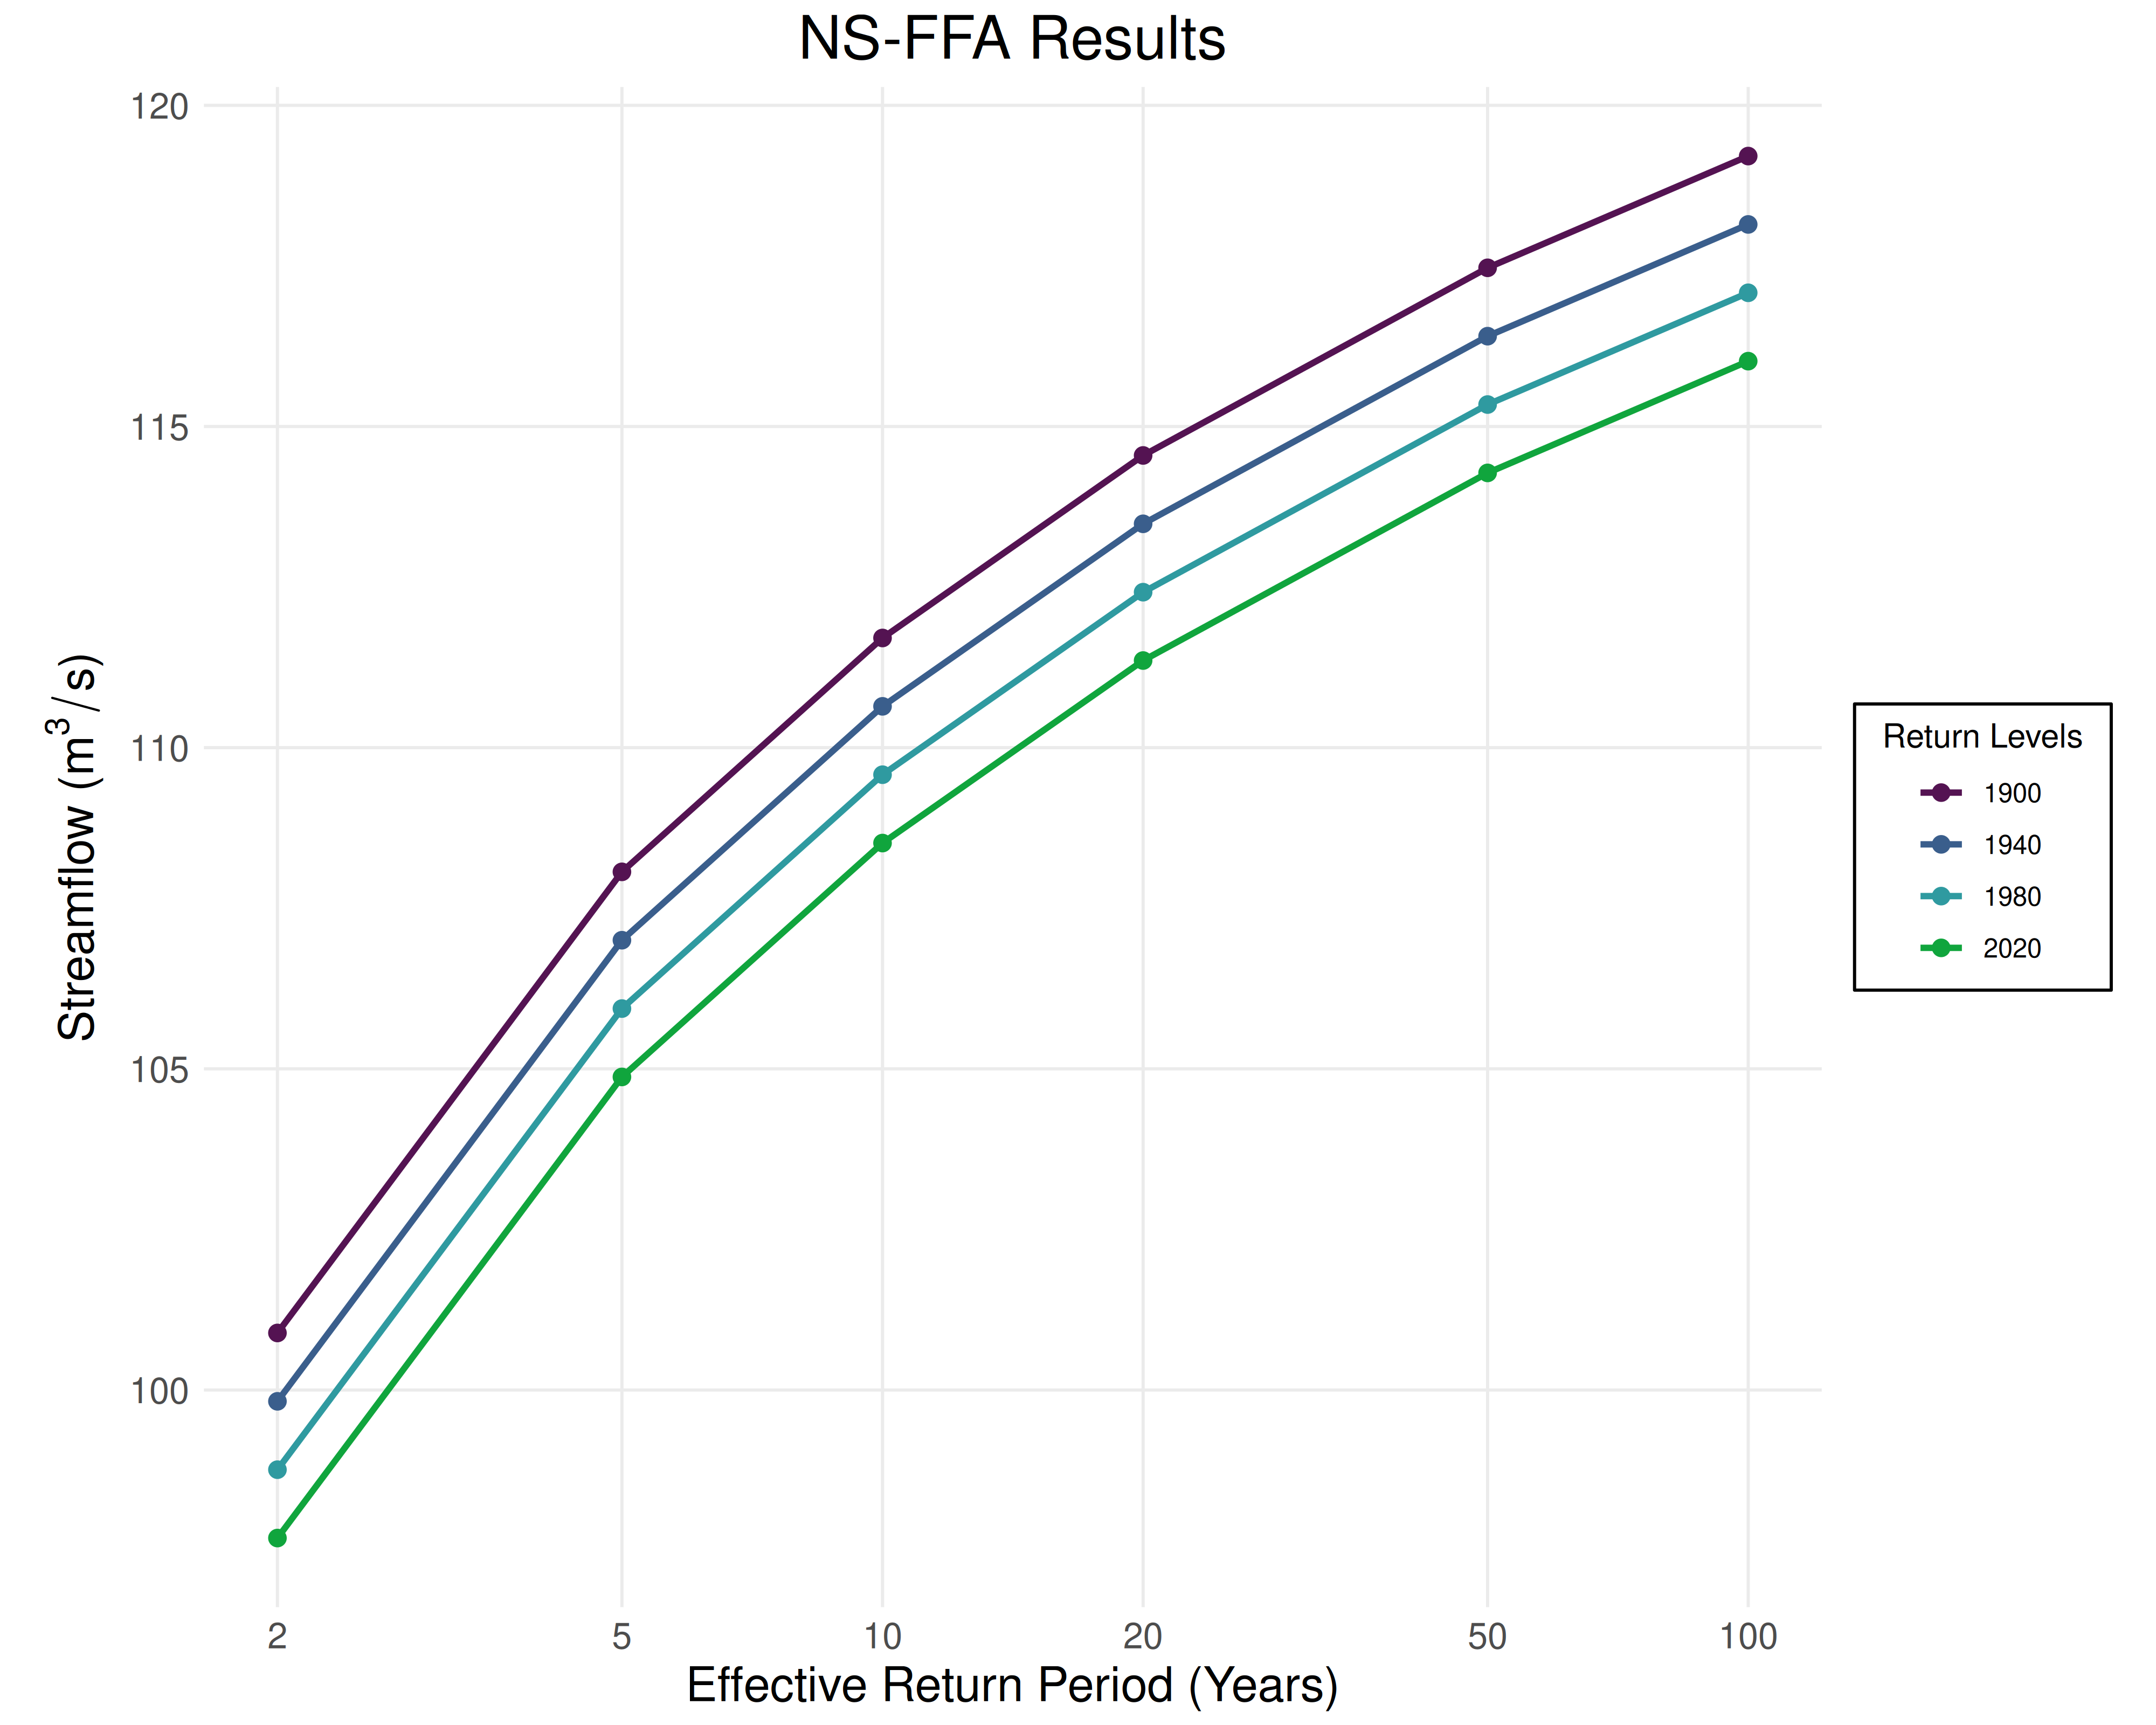 NS-FFA Results
120
115
110
105
100
Streamflow (m³/s)
2 5 10 20 50 100
Effective Return Period (Years)
Return Levels
1900
1940
1980
2020